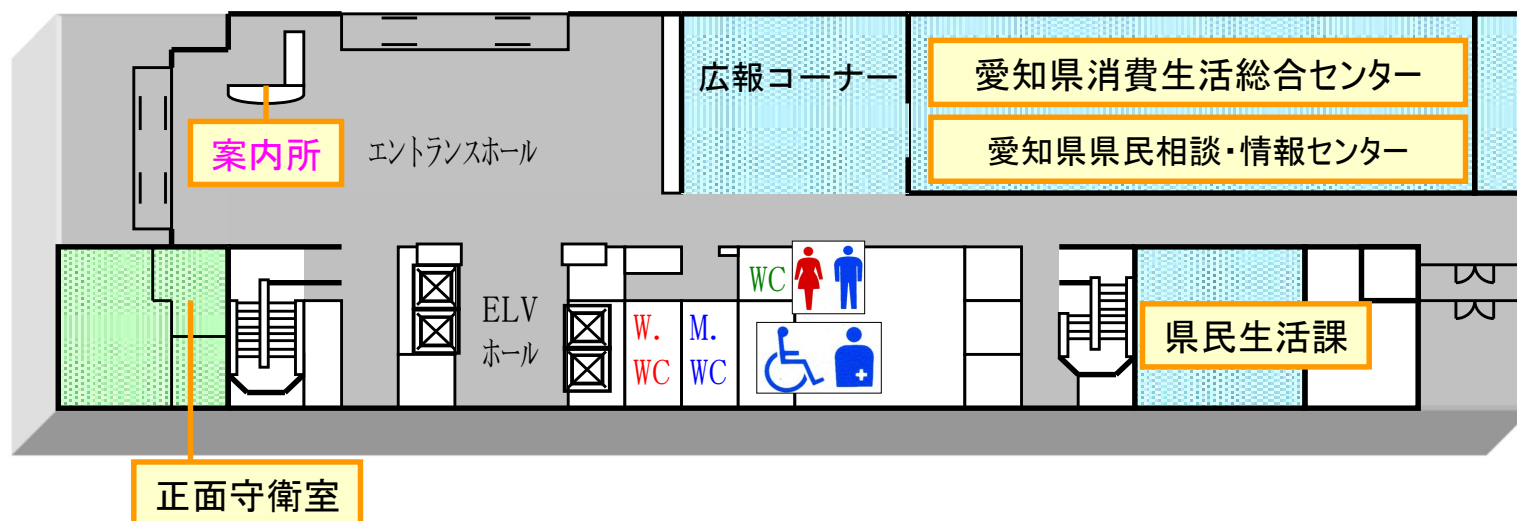 広報コーナー
愛知県消費生活総合センター
愛知県県民相談・情報センター
案内所
エントランスホール
WC
ELV
ホール
W.
WC
M.
WC
県民生活課
正面守衛室